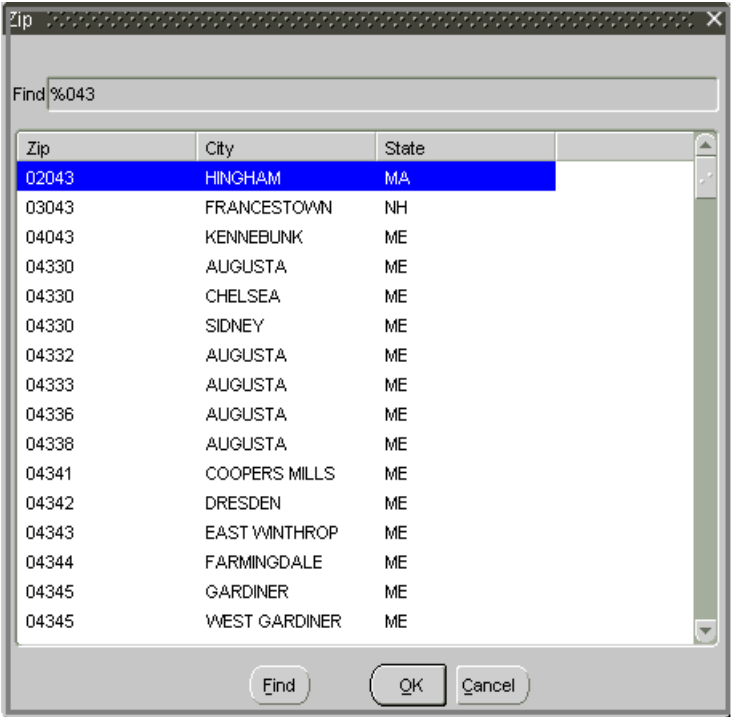 Zip
Find %043
Zip City State
02043 HINGHAM MA
03043 FRANCESTOWN NH
04043 KENNEBUNK ME
04330 AUGUSTA ME
04330 CHELSEA ME
04330 SIDNEY ME
04332 AUGUSTA ME
04333 AUGUSTA ME
04336 AUGUSTA ME
04338 AUGUSTA ME
04341 COOPERS MILLS ME
04342 DRESDEN ME
04343 EAST WINTHROP ME
04344 FARMINGDALE ME
04345 GARDINER ME
04345 WEST GARDINER ME
Find OK Cancel